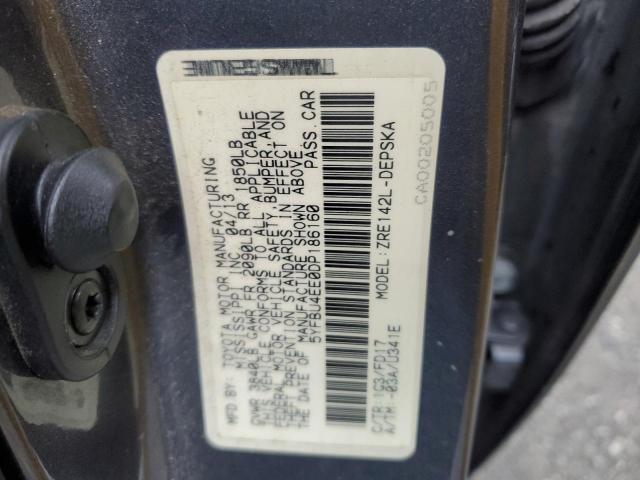 MFD. BY: TOYOTA MOTOR MANUFACTURING
MISSISSIPPI INC. 04/13
GVWR 3840LB GAWR FR 2090LB RR 1850LB
THIS VEHICLE CONFORMS TO ALL APPLICABLE
FEDERAL MOTOR VEHICLE SAFETY, BUMPER AND
THEFT PREVENTION STANDARDS IN EFFECT ON
THE DATE OF MANUFACTURE SHOWN ABOVE.
5YFBU4EE0DP186160 PASS. CAR
C/TR: 1G3/FD17 MODEL: ZRE142L-DEPSKA
A/TM: -03A/U341E
CA00205005